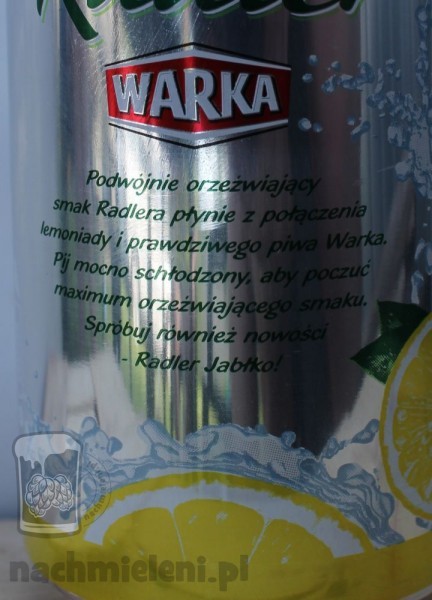 Radler
WARKA
Podwójnie orzeźwiający
smak Radlera płynie z połączenia
lemoniady i prawdziwego piwa Warka.
Pij mocno schłodzony, aby poczuć
maximum orzeźwiającego smaku.
Spróbuj również nowości
- Radler Jabłko!
nachmieleni.pl